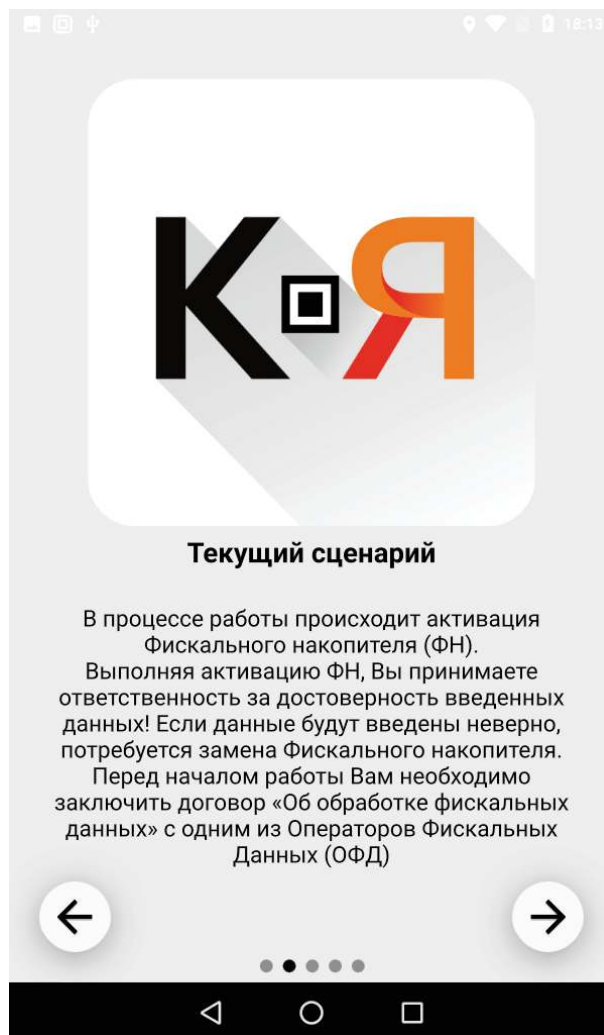 18:13
К Я
Текущий сценарий
В процессе работы происходит активация
Фискального накопителя (ФН).
Выполняя активацию ФН, Вы принимаете
ответственность за достоверность введенных
данных! Если данные будут введены неверно,
потребуется замена Фискального накопителя.
Перед началом работы Вам необходимо
заключить договор «Об обработке фискальных
данных» с одним из Операторов Фискальных
Данных (ОФД)